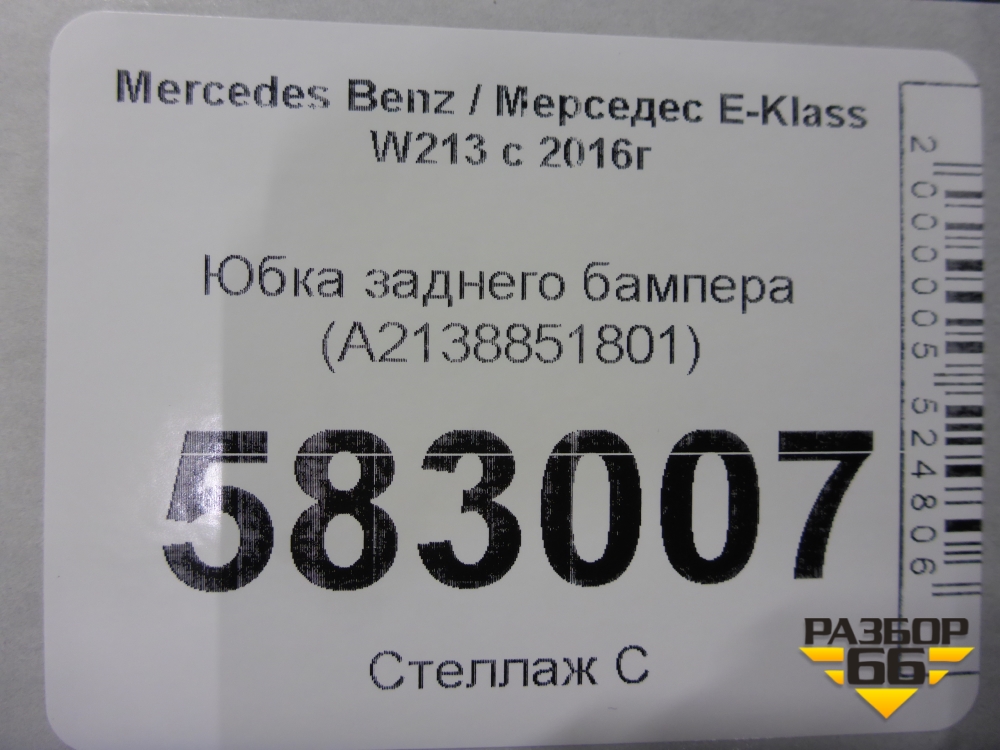 Mercedes Benz / Мерседес E-Klass
W213 с 2016г
Юбка заднего бампера
(A2138851801)
583007
Стеллаж С
2000005524806
РАЗБОР
66